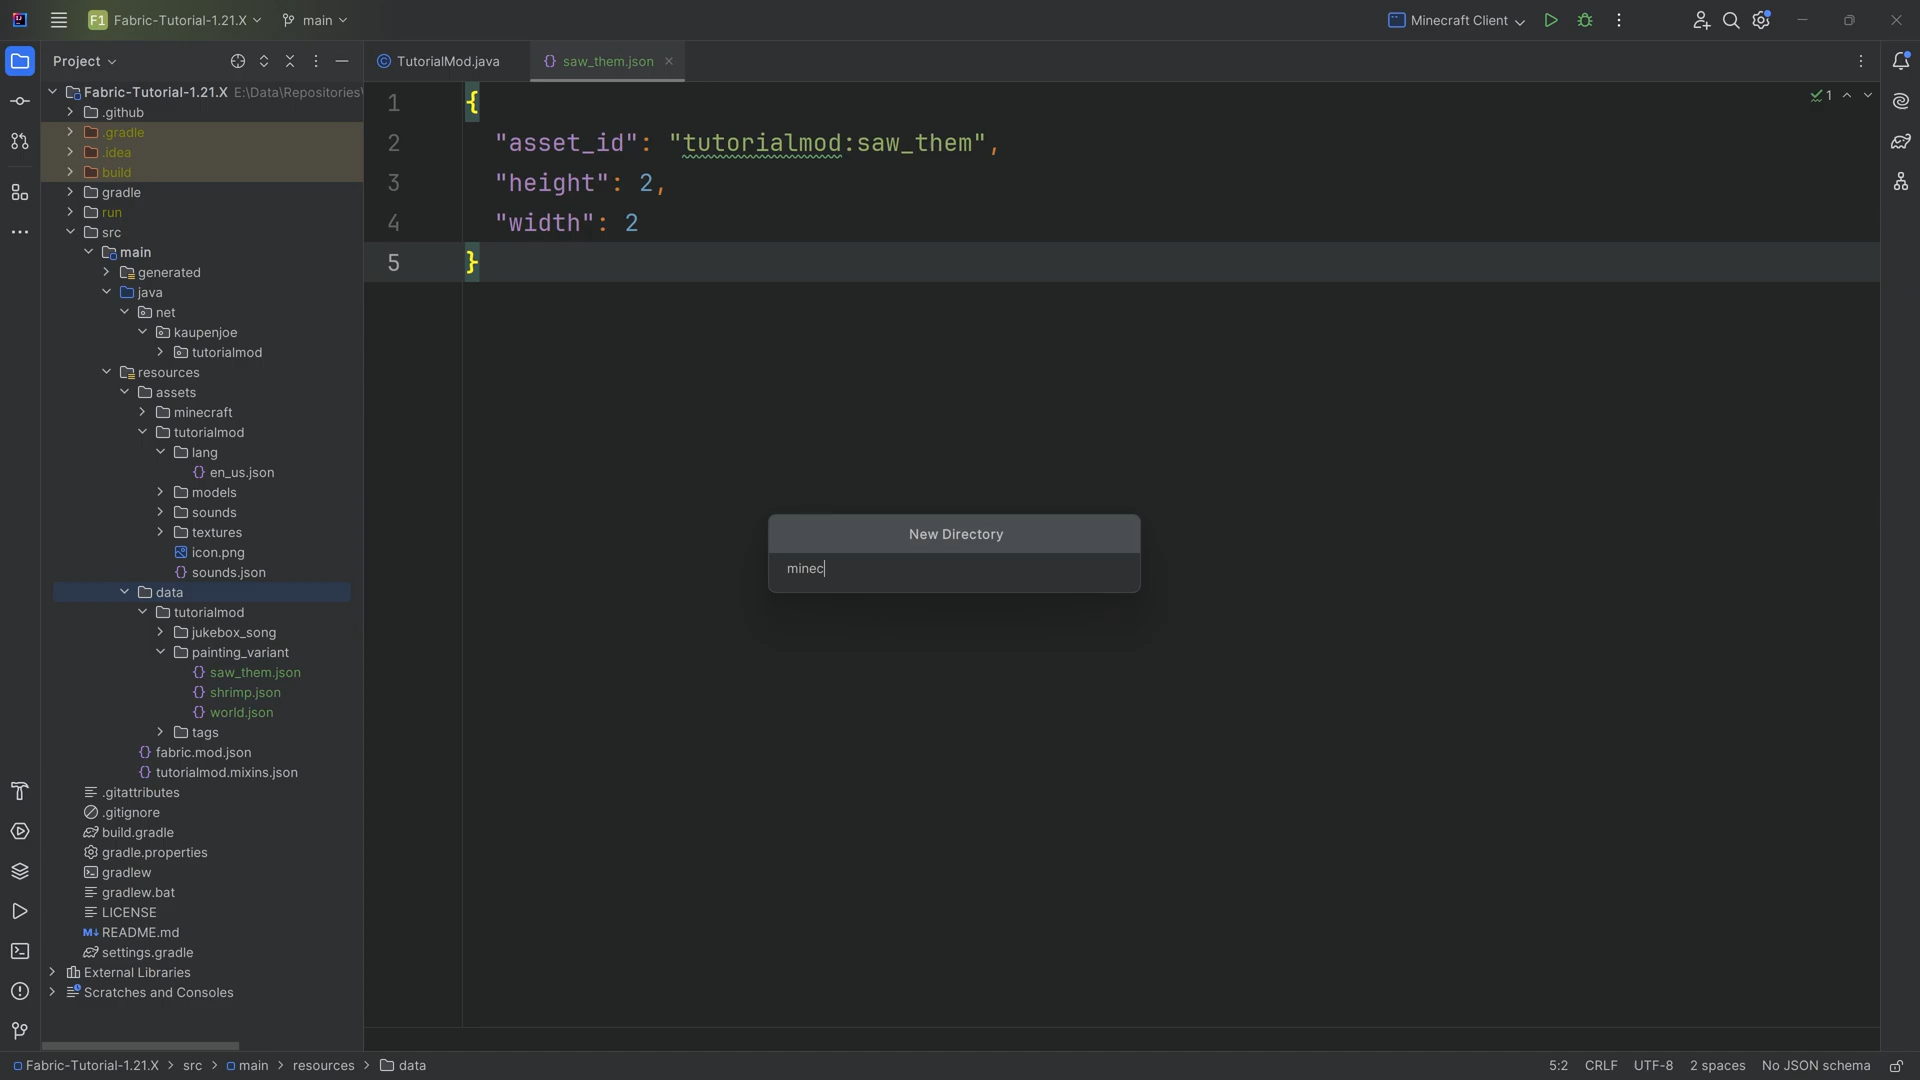 F1 Fabric-Tutorial-1.21.X main Minecraft Client
Project
TutorialMod.java
saw_them.json
Fabric-Tutorial-1.21.X E:\Data\Repositories\
.github
.gradle
.idea
build
gradle
run
src
main
generated
java
net
kaupenjoe
tutorialmod
resources
assets
minecraft
tutorialmod
lang
en_us.json
models
sounds
textures
icon.png
sounds.json
data
tutorialmod
jukebox_song
painting_variant
saw_them.json
shrimp.json
world.json
tags
fabric.mod.json
tutorialmod.mixins.json
.gitattributes
.gitignore
build.gradle
gradle.properties
gradlew
gradlew.bat
LICENSE
README.md
settings.gradle
External Libraries
Scratches and Consoles
1 {
2 "asset_id": "tutorialmod:saw_them",
3 "height": 2,
4 "width": 2
5 }
1
New Directory
minec
Fabric-Tutorial-1.21.X > src > main > resources > data
5:2 CRLF UTF-8 2 spaces No JSON schema